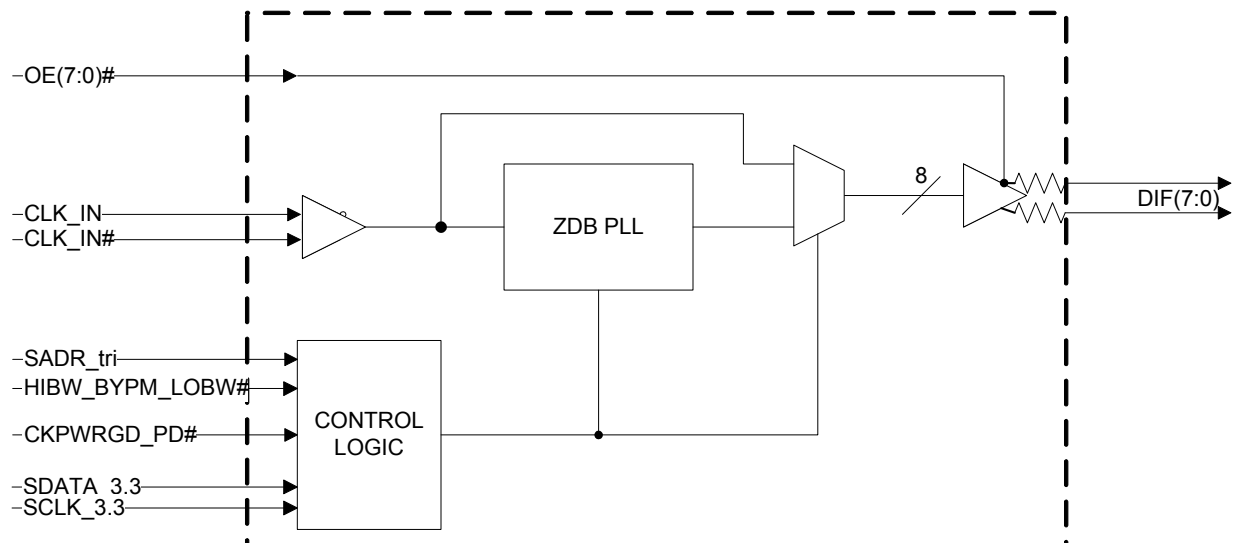 OE(7:0)#
8
DIF(7:0)
CLK_IN
CLK_IN#
ZDB PLL
SADR_tri
HIBW_BYPM_LOBW#
CKPWRGD_PD#
CONTROL
LOGIC
SDATA_3.3
SCLK_3.3